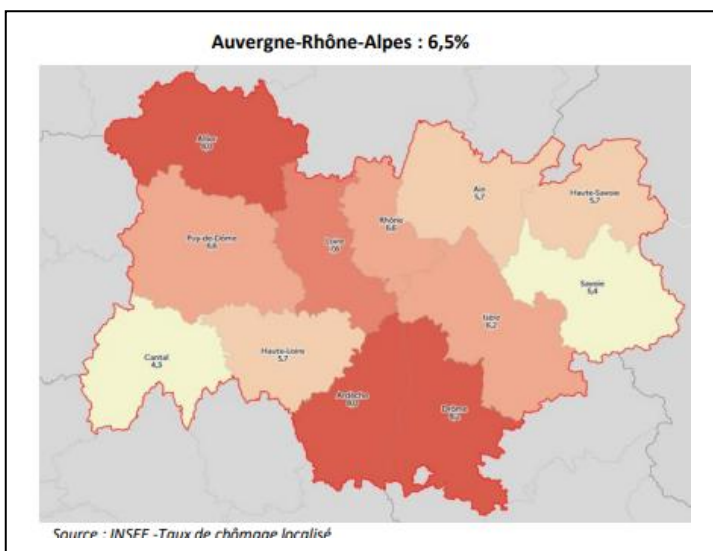 Auvergne-Rhône-Alpes : 6,5%
Allier
Ain
5,7
Haute-Savoie
5,7
Rhône
6,6
Puy-de-Dôme
6,6
Loire
Savoie
6,4
Isère
6,2
Cantal
4,3
Haute-Loire
5,7
Ardèche
Drôme
Source : INSEE -Taux de chômage localisé